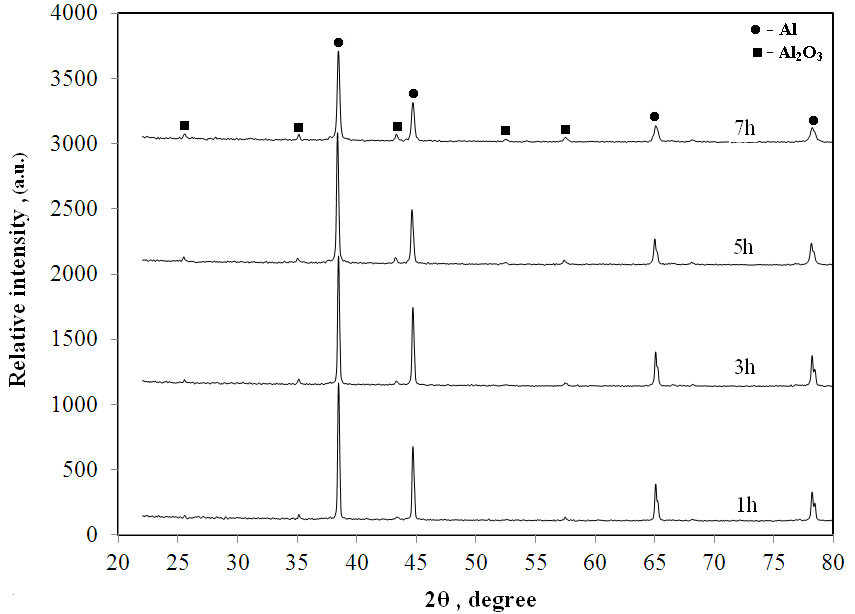 4000
3500
3000
2500
2000
1500
1000
500
0
Relative intensity , (a.u.)
- Al
- Al₂O₃
7h
5h
3h
1h
20 25 30 35 40 45 50 55 60 65 70 75 80
2θ , degree